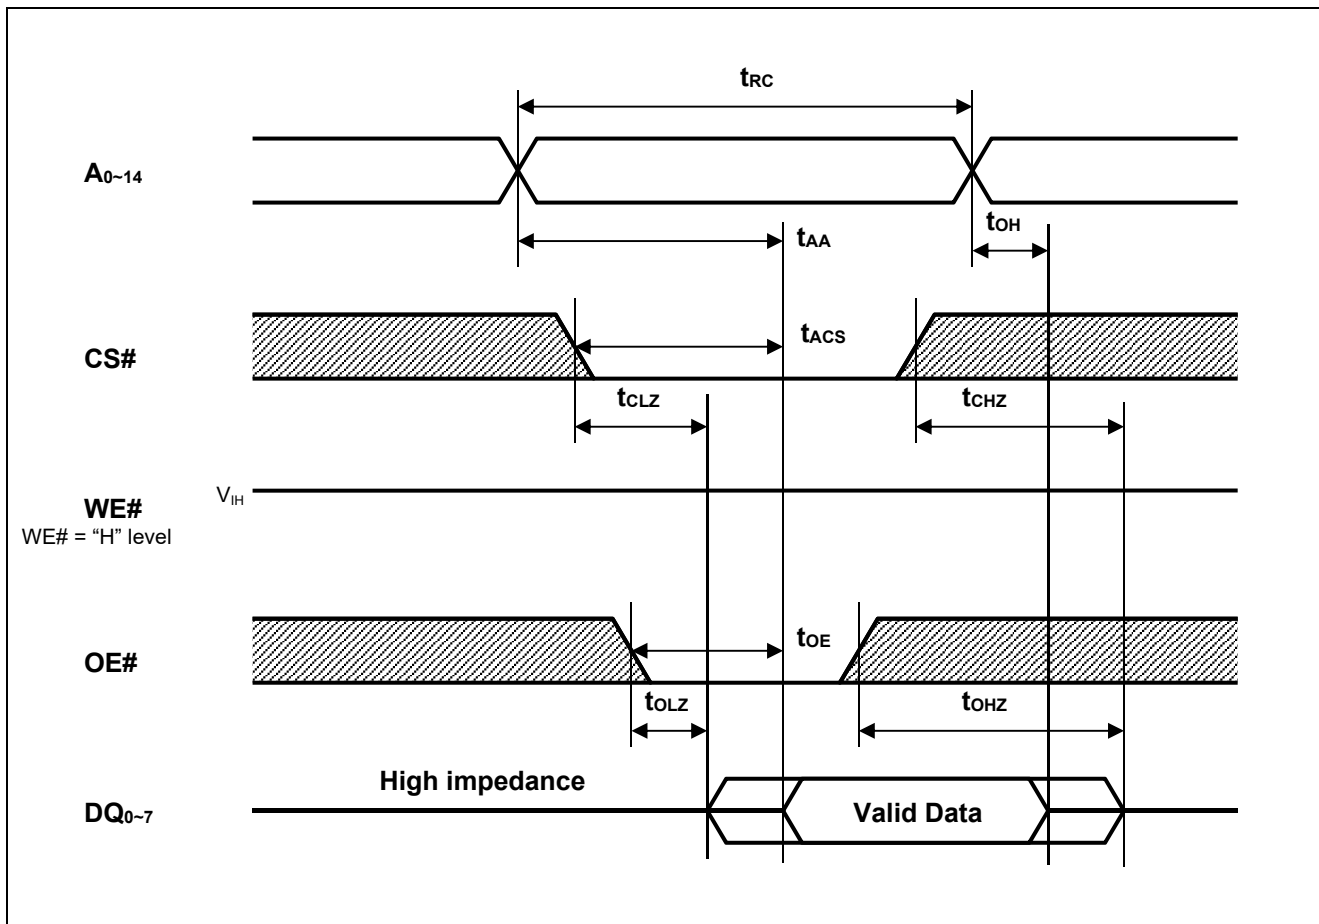 tRC
A0~14
tOH
tAA
tACS
CS#
tCLZ
tCHZ
VIH
WE#
WE# = “H” level
tOE
OE#
tOLZ
tOHZ
High impedance
DQ0~7
Valid Data